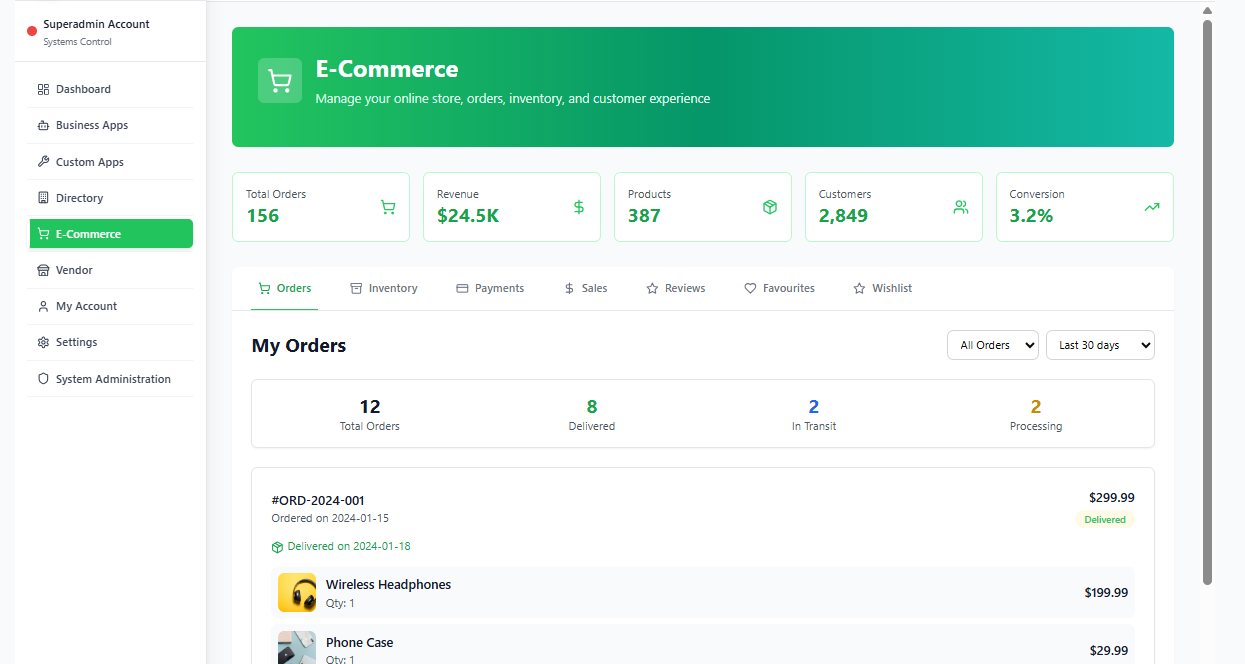 Superadmin Account
Systems Control
Dashboard
Business Apps
Custom Apps
Directory
E-Commerce
Vendor
My Account
Settings
System Administration
E-Commerce
Manage your online store, orders, inventory, and customer experience
Total Orders
156
Revenue
$24.5K
Products
387
Customers
2,849
Conversion
3.2%
Orders
Inventory
Payments
Sales
Reviews
Favourites
Wishlist
My Orders
All Orders
Last 30 days
12
Total Orders
8
Delivered
2
In Transit
2
Processing
#ORD-2024-001
$299.99
Ordered on 2024-01-15
Delivered
Delivered on 2024-01-18
Wireless Headphones
Qty: 1
$199.99
Phone Case
Qty: 1
$29.99